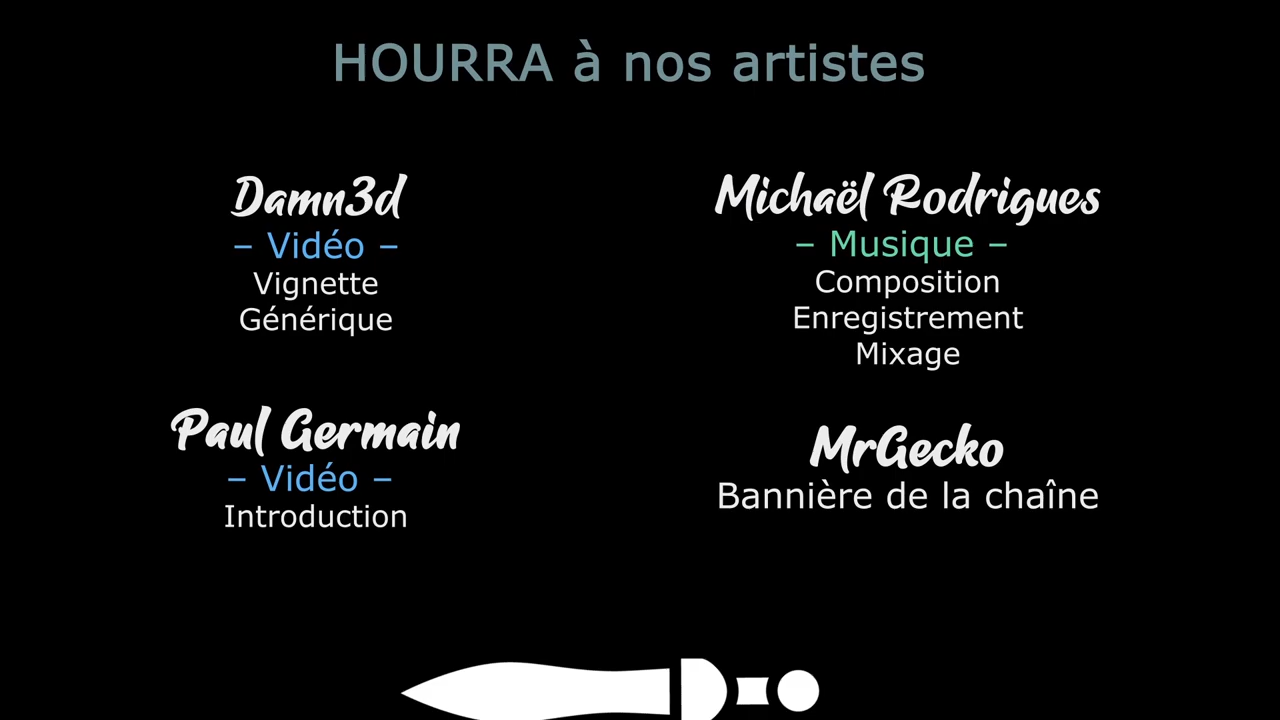 HOURRA à nos artistes
Damn3d
– Vidéo –
Vignette
Générique
Michaël Rodrigues
– Musique –
Composition
Enregistrement
Mixage
Paul Germain
– Vidéo –
Introduction
MrGecko
Bannière de la chaîne